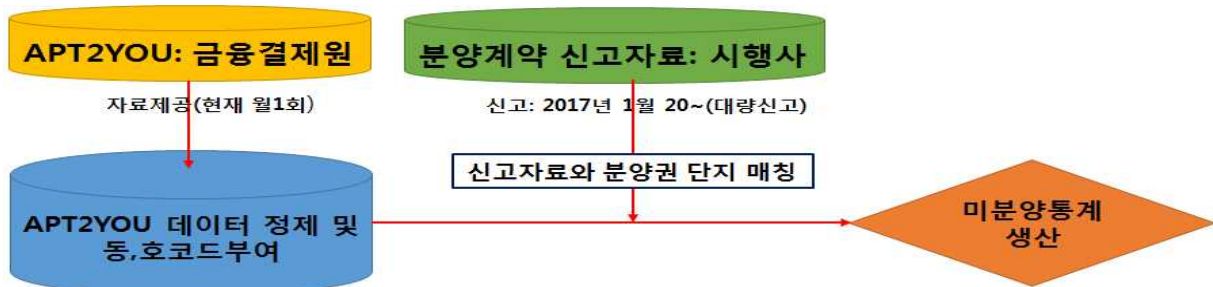 APT2YOU: 금융결제원
분양계약 신고자료: 시행사
자료제공(현재 월1회)
신고: 2017년 1월 20~(대량신고)
신고자료와 분양권 단지 매칭
APT2YOU 데이터 정제 및
동,호코드부여
미분양통계
생산